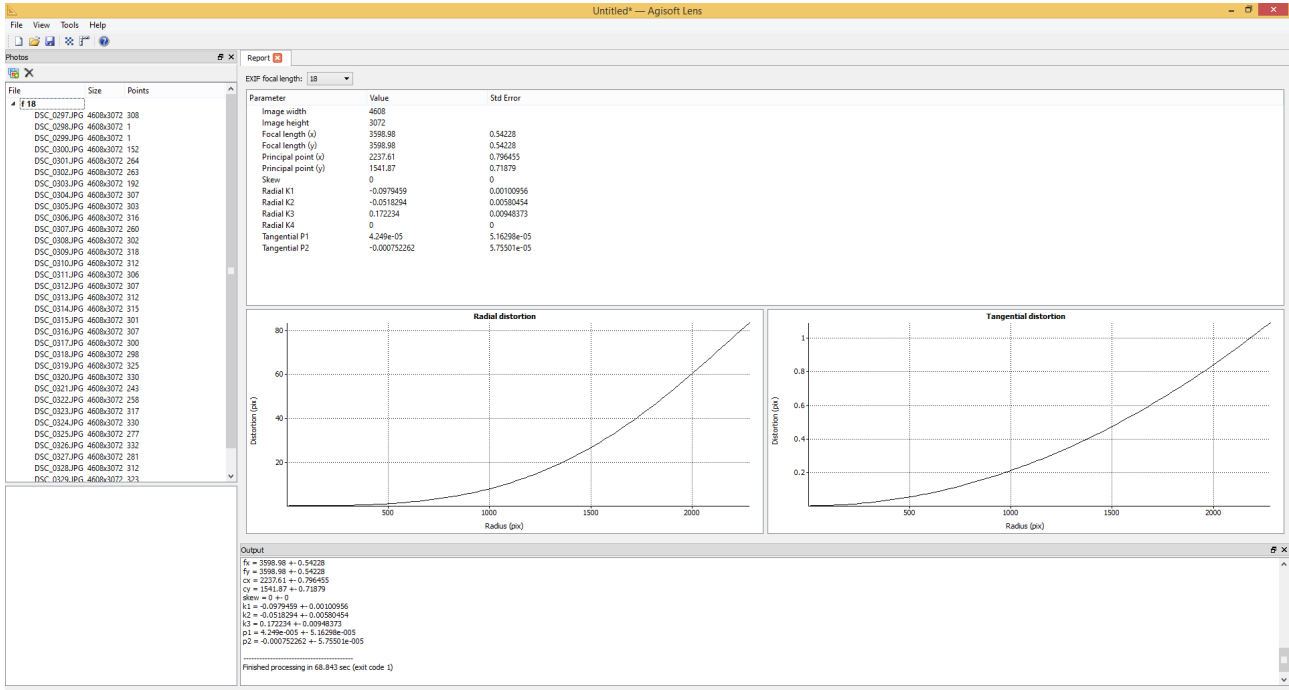 Untitled* — Agisoft Lens
File View Tools Help
Photos
File Size Points
f 18
DSC_0297.JPG 4608x3072 308
DSC_0298.JPG 4608x3072 1
DSC_0299.JPG 4608x3072 1
DSC_0300.JPG 4608x3072 152
DSC_0301.JPG 4608x3072 264
DSC_0302.JPG 4608x3072 263
DSC_0303.JPG 4608x3072 192
DSC_0304.JPG 4608x3072 307
DSC_0305.JPG 4608x3072 303
DSC_0306.JPG 4608x3072 316
DSC_0307.JPG 4608x3072 260
DSC_0308.JPG 4608x3072 302
DSC_0309.JPG 4608x3072 318
DSC_0310.JPG 4608x3072 312
DSC_0311.JPG 4608x3072 306
DSC_0312.JPG 4608x3072 307
DSC_0313.JPG 4608x3072 312
DSC_0314.JPG 4608x3072 315
DSC_0315.JPG 4608x3072 301
DSC_0316.JPG 4608x3072 307
DSC_0317.JPG 4608x3072 300
DSC_0318.JPG 4608x3072 298
DSC_0319.JPG 4608x3072 325
DSC_0320.JPG 4608x3072 330
DSC_0321.JPG 4608x3072 243
DSC_0322.JPG 4608x3072 258
DSC_0323.JPG 4608x3072 317
DSC_0324.JPG 4608x3072 330
DSC_0325.JPG 4608x3072 277
DSC_0326.JPG 4608x3072 332
DSC_0327.JPG 4608x3072 281
DSC_0328.JPG 4608x3072 312
DSC_0329.JPG 4608x3072 323
Report
EXIF focal length: 18
Parameter Value Std Error
Image width 4608
Image height 3072
Focal length (x) 3598.98 0.54228
Focal length (y) 3598.98 0.54228
Principal point (x) 2237.61 0.796455
Principal point (y) 1541.87 0.71879
Skew 0 0
Radial K1 -0.0979459 0.00100956
Radial K2 -0.0518294 0.00580454
Radial K3 0.172234 0.00948373
Radial K4 0 0
Tangential P1 4.249e-05 5.16298e-05
Tangential P2 -0.000752262 5.75501e-05
Radial distortion
80
60
40
20
Distortion (pix)
500 1000 1500 2000
Radius (pix)
Tangential distortion
1
0.8
0.6
0.4
0.2
Distortion (pix)
500 1000 1500 2000
Radius (pix)
Output
fx = 3598.98 +- 0.54228
fy = 3598.98 +- 0.54228
cx = 2237.61 +- 0.796455
cy = 1541.87 +- 0.71879
skew = 0 +- 0
k1 = -0.0979459 +- 0.00100956
k2 = -0.0518294 +- 0.00580454
k3 = 0.172234 +- 0.00948373
p1 = 4.249e-005 +- 5.16298e-005
p2 = -0.000752262 +- 5.75501e-005
----------------------------------------
Finished processing in 68.843 sec (exit code 1)